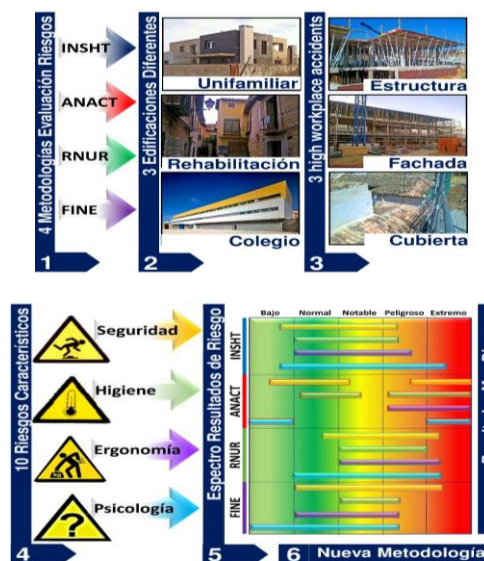 4 Metodologías Evaluación Riesgos
INSHT
ANACT
RNUR
FINE
1
3 Edificaciones Diferentes
Unifamiliar
Rehabilitación
Colegio
2
3 high workplace accidents
Estructura
Fachada
Cubierta
3
10 Riesgos Característicos
Seguridad
Higiene
Ergonomía
Psicología
?
4
Espectro Resultados de Riesgo
Bajo Normal Notable Peligroso Extremo
INSHT
ANACT
RNUR
FINE
5
6 Nueva Metodología